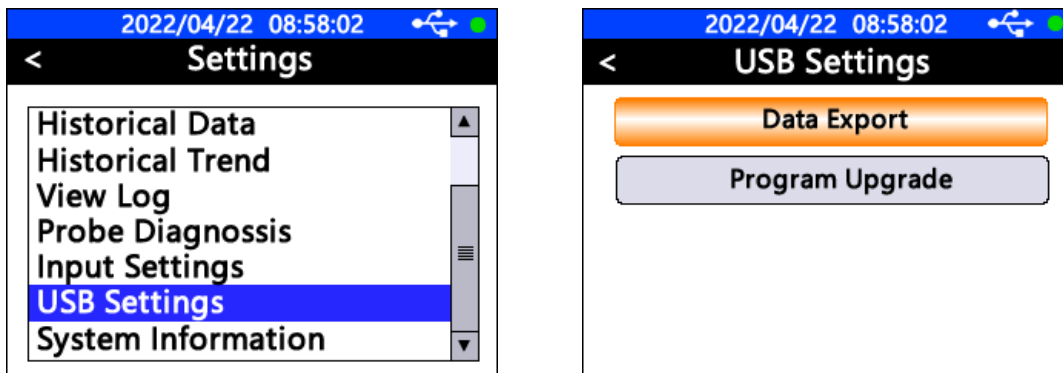 2022/04/22 08:58:02
< Settings
Historical Data
Historical Trend
View Log
Probe Diagnossis
Input Settings
USB Settings
System Information
2022/04/22 08:58:02
< USB Settings
Data Export
Program Upgrade